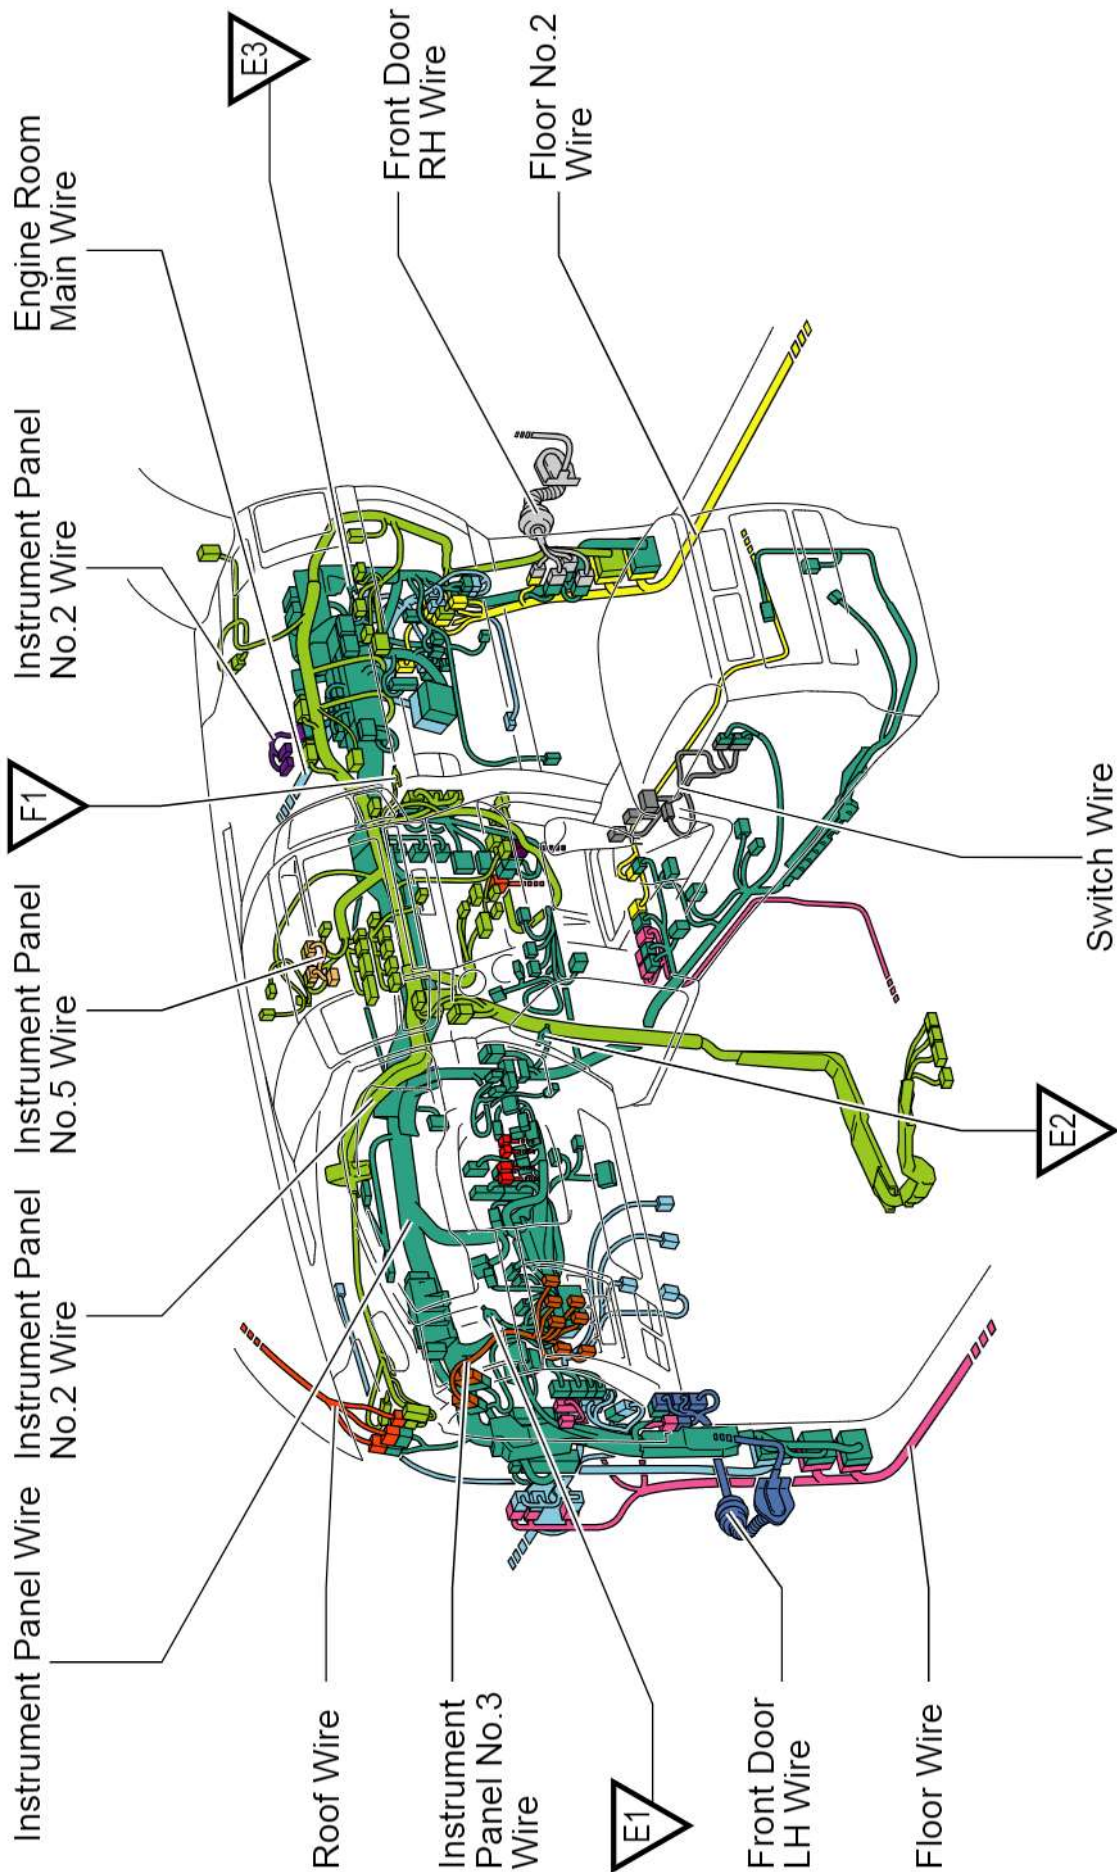 Instrument Panel Wire
Instrument Panel
No.2 Wire
Instrument Panel
No.5 Wire
F1
Instrument Panel
No.2 Wire
Engine Room
Main Wire
E3
Roof Wire
Instrument
Panel No.3
Wire
E1
Front Door
LH Wire
Floor Wire
E2
Switch Wire
Front Door
RH Wire
Floor No.2
Wire